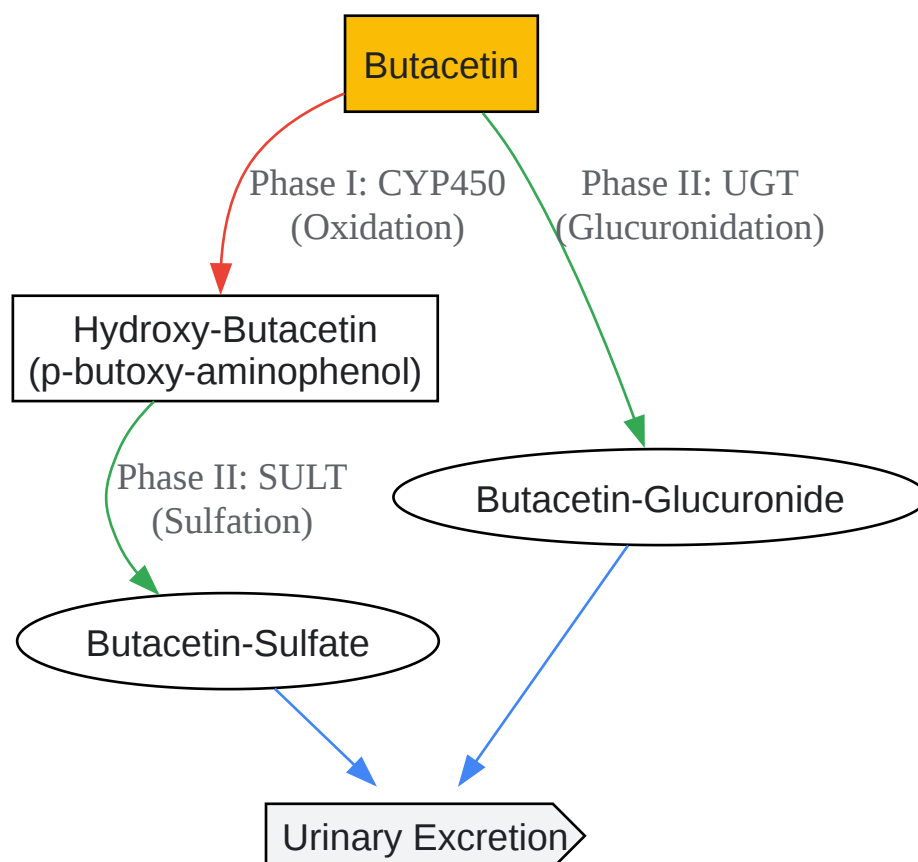 Butacetin
Phase I: CYP450
(Oxidation)
Phase II: UGT
(Glucuronidation)
Hydroxy-Butacetin
(p-butoxy-aminophenol)
Phase II: SULT
(Sulfation)
Butacetin-Glucuronide
Butacetin-Sulfate
Urinary Excretion